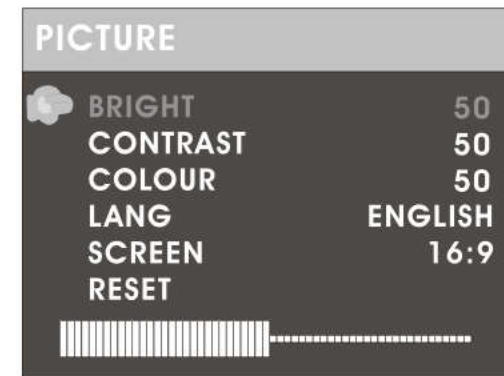 PICTURE
BRIGHT 50
CONTRAST 50
COLOUR 50
LANG ENGLISH
SCREEN 16:9
RESET